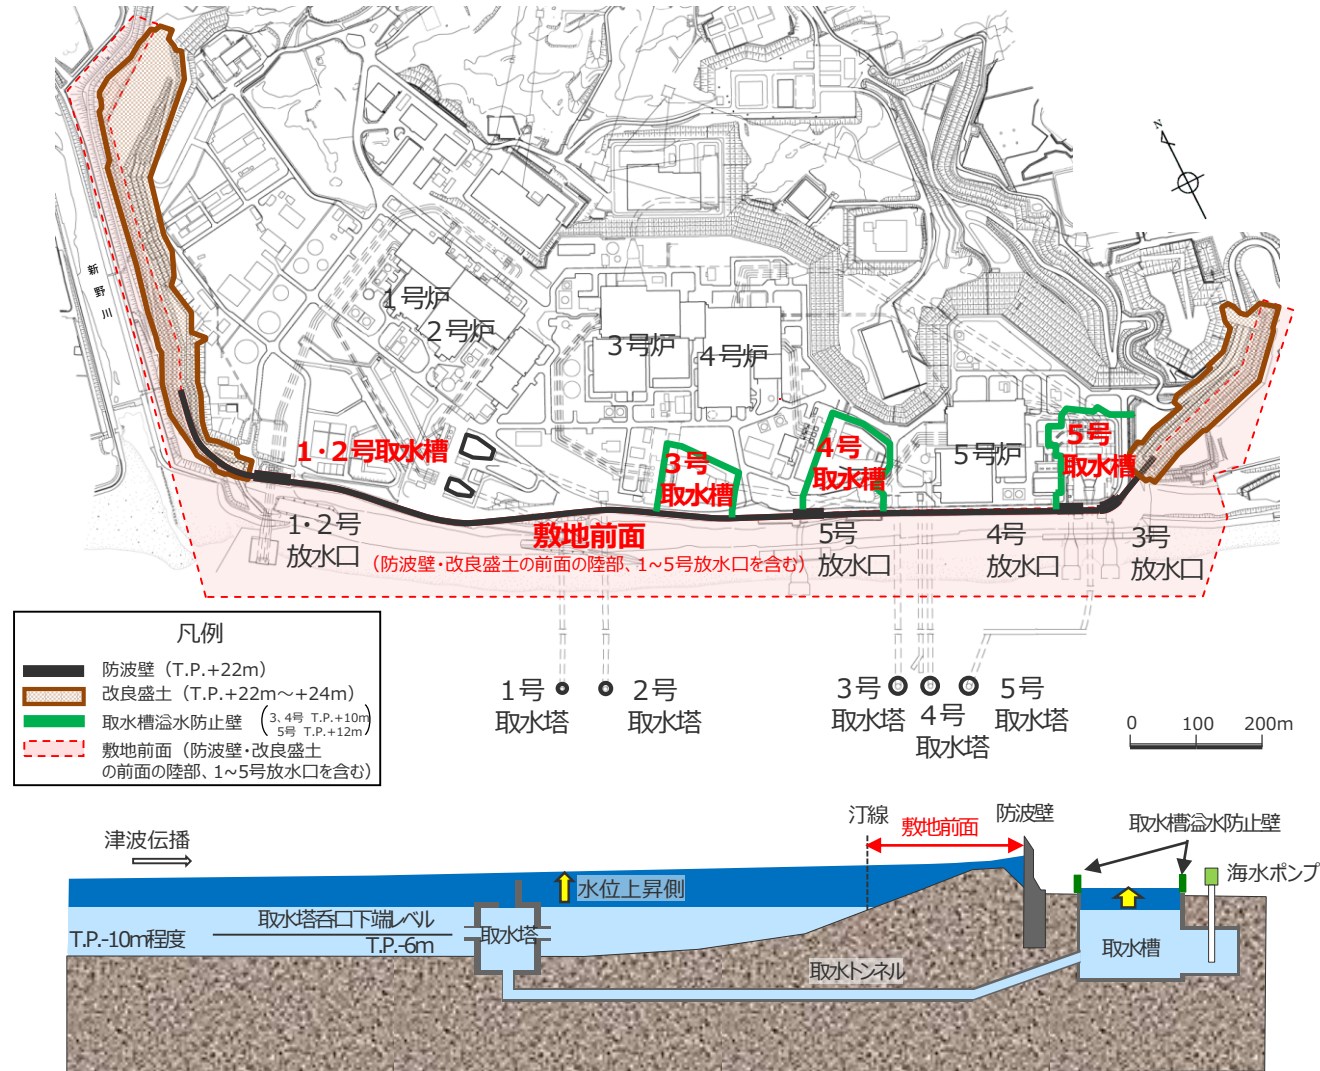 N
新
野
川
1号炉
2号炉
3号炉
4号炉
5号炉
1・2号取水槽
3号
取水槽
4号
取水槽
5号
取水槽
1・2号
放水口
敷地前面
(防波壁・改良盛土の前面の陸部、1~5号放水口を含む)
5号
放水口
4号
放水口
3号
放水口
凡例
防波壁（T.P.+22m）
改良盛土（T.P.+22m～+24m）
取水槽溢水防止壁
3、4号 T.P.+10m
5号 T.P.+12m
敷地前面（防波壁・改良盛土
の前面の陸部、1~5号放水口を含む）
1号
取水塔
2号
取水塔
3号
取水塔
4号
取水塔
5号
取水塔
0 100 200m
津波伝播
汀線
敷地前面
防波壁
取水槽溢水防止壁
海水ポンプ
水位上昇側
取水塔呑口下端レベル
T.P.-6m
T.P.-10m程度
取水塔
取水トンネル
取水槽